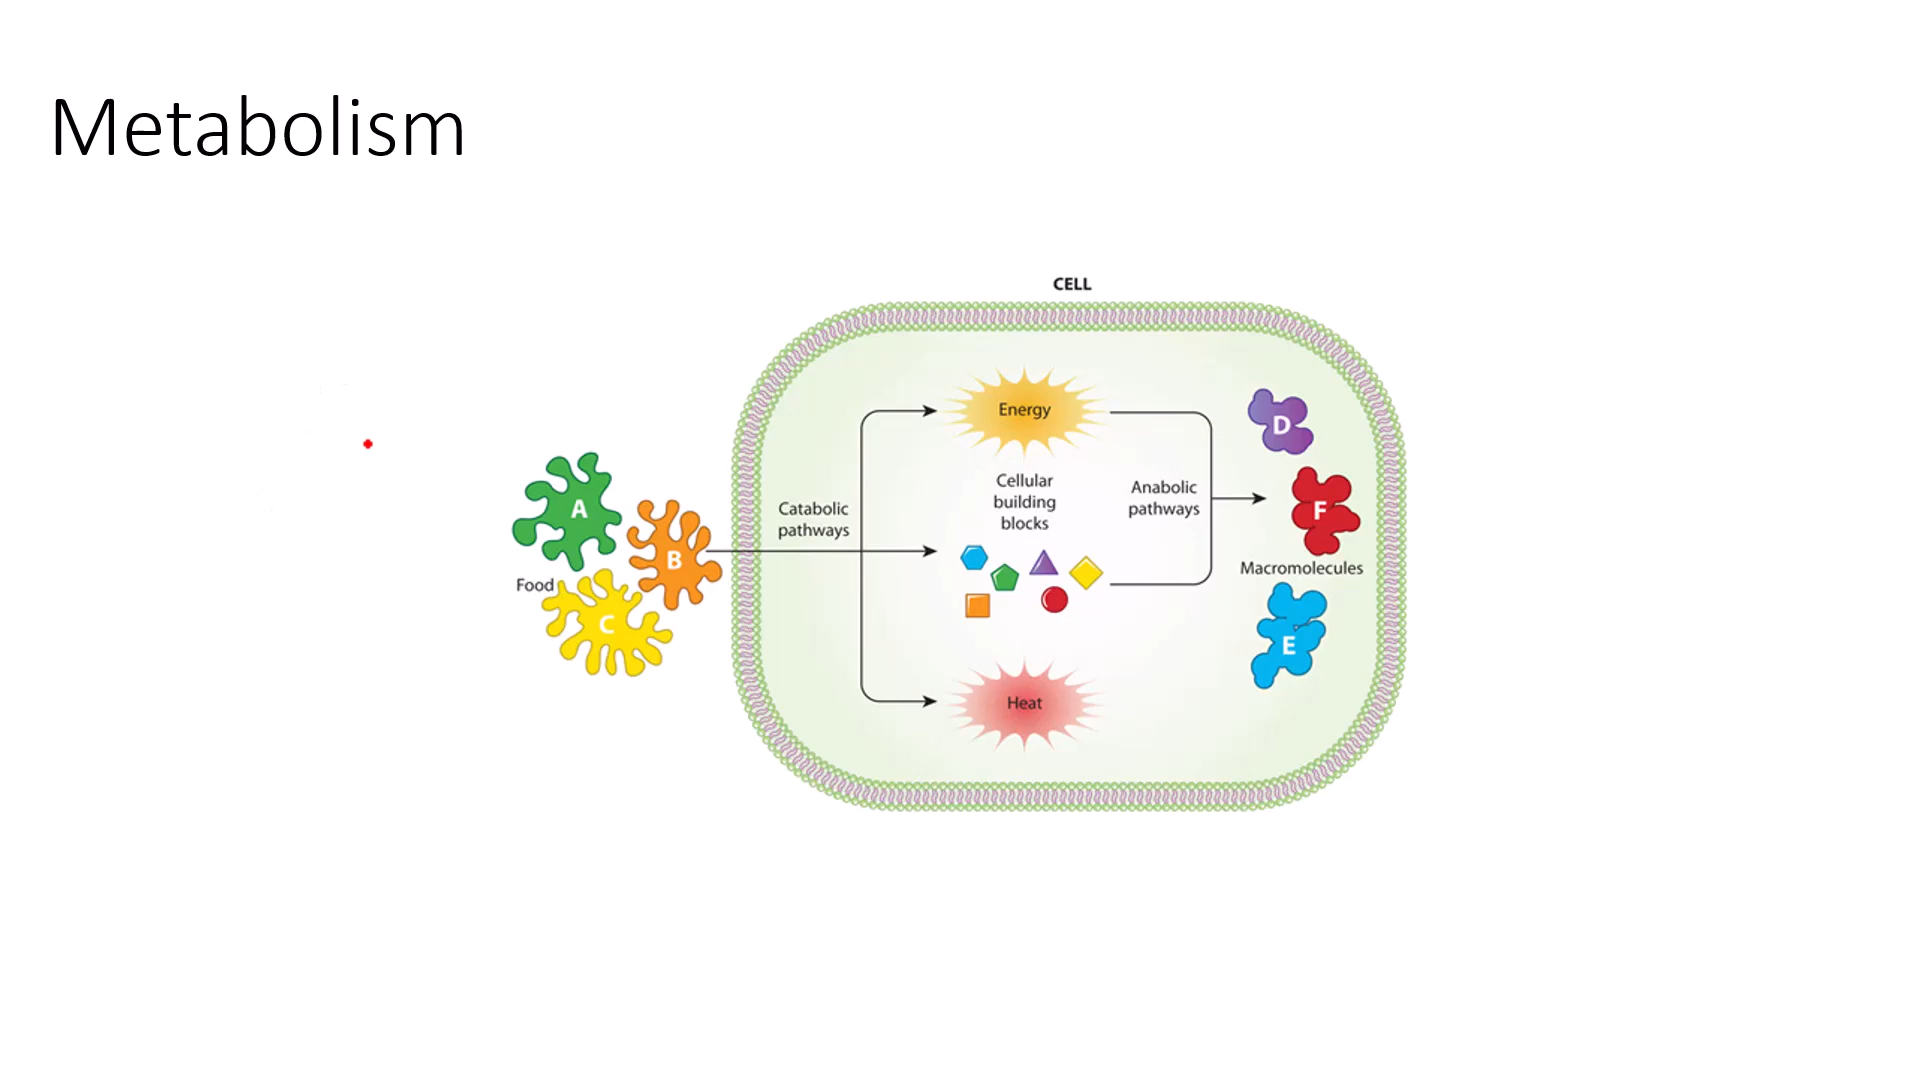 Metabolism
CELL
Energy
Cellular
building
blocks
Catabolic
pathways
Anabolic
pathways
Heat
Food
A
B
C
D
F
Macromolecules
E